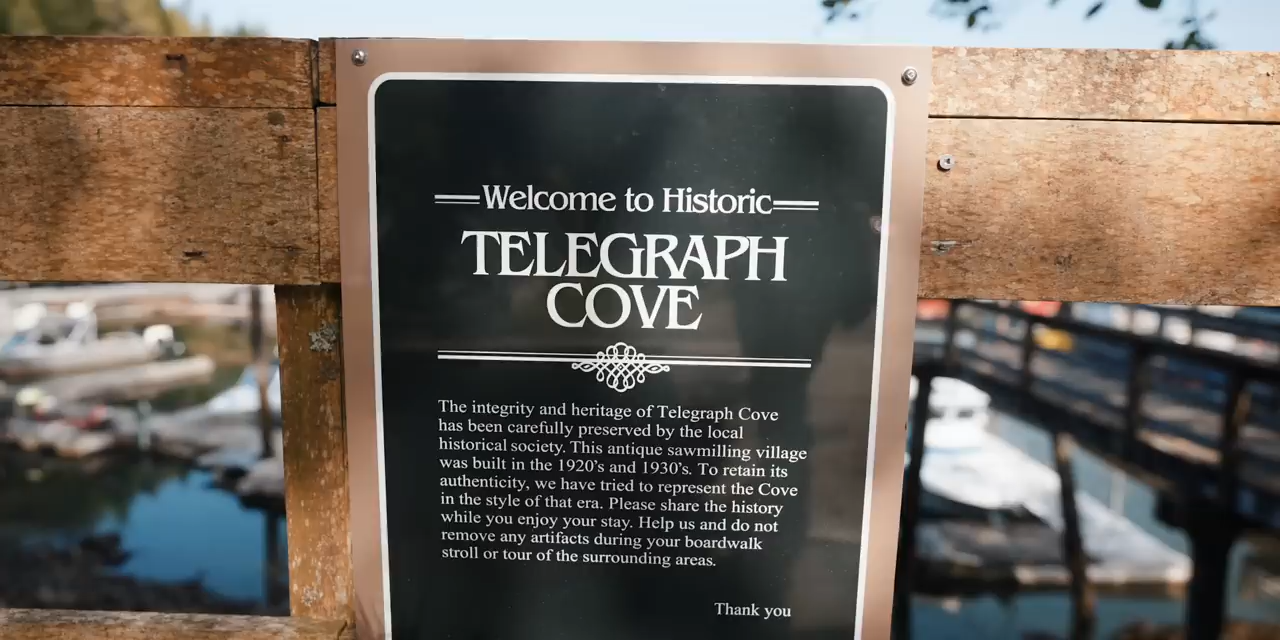 Welcome to Historic
TELEGRAPH
COVE
The integrity and heritage of Telegraph Cove
has been carefully preserved by the local
historical society. This antique sawmilling village
was built in the 1920's and 1930's. To retain its
authenticity, we have tried to represent the Cove
in the style of that era. Please share the history
while you enjoy your stay. Help us and do not
remove any artifacts during your boardwalk
stroll or tour of the surrounding areas.
Thank you